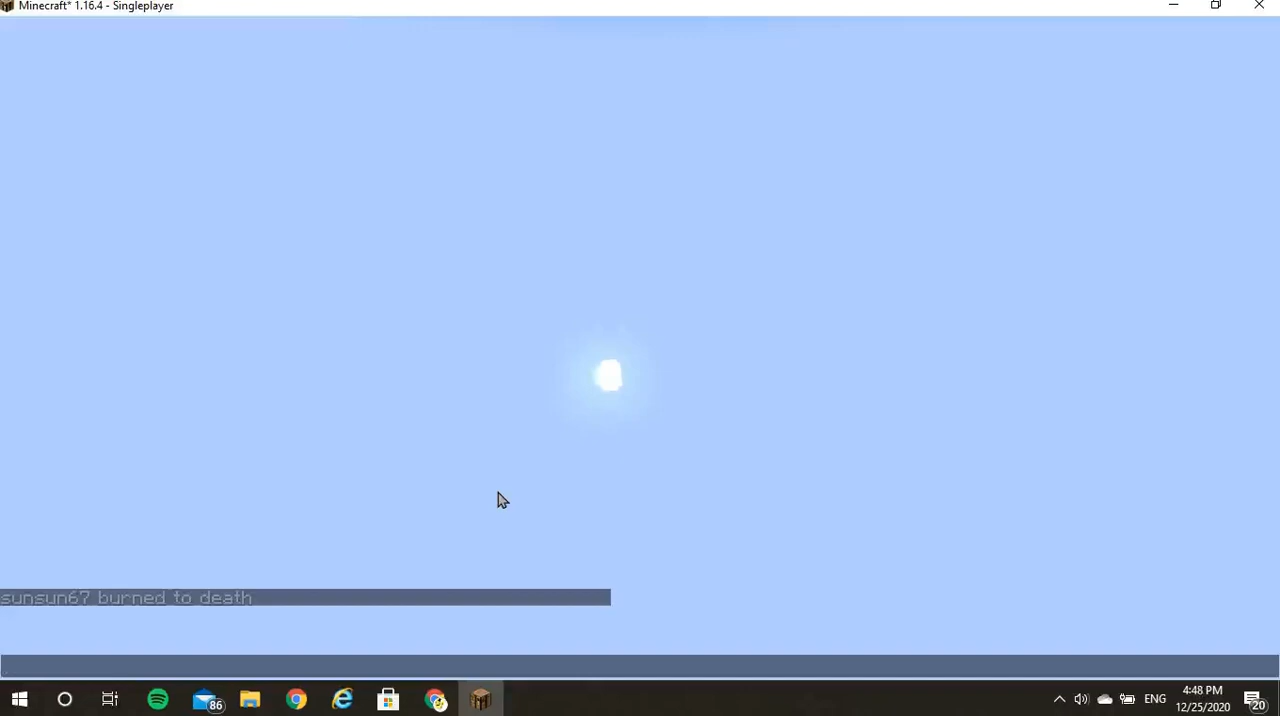 Minecraft* 1.16.4 - Singleplayer
sunsun67 burned to death
86
ENG
4:48 PM
12/25/2020
20